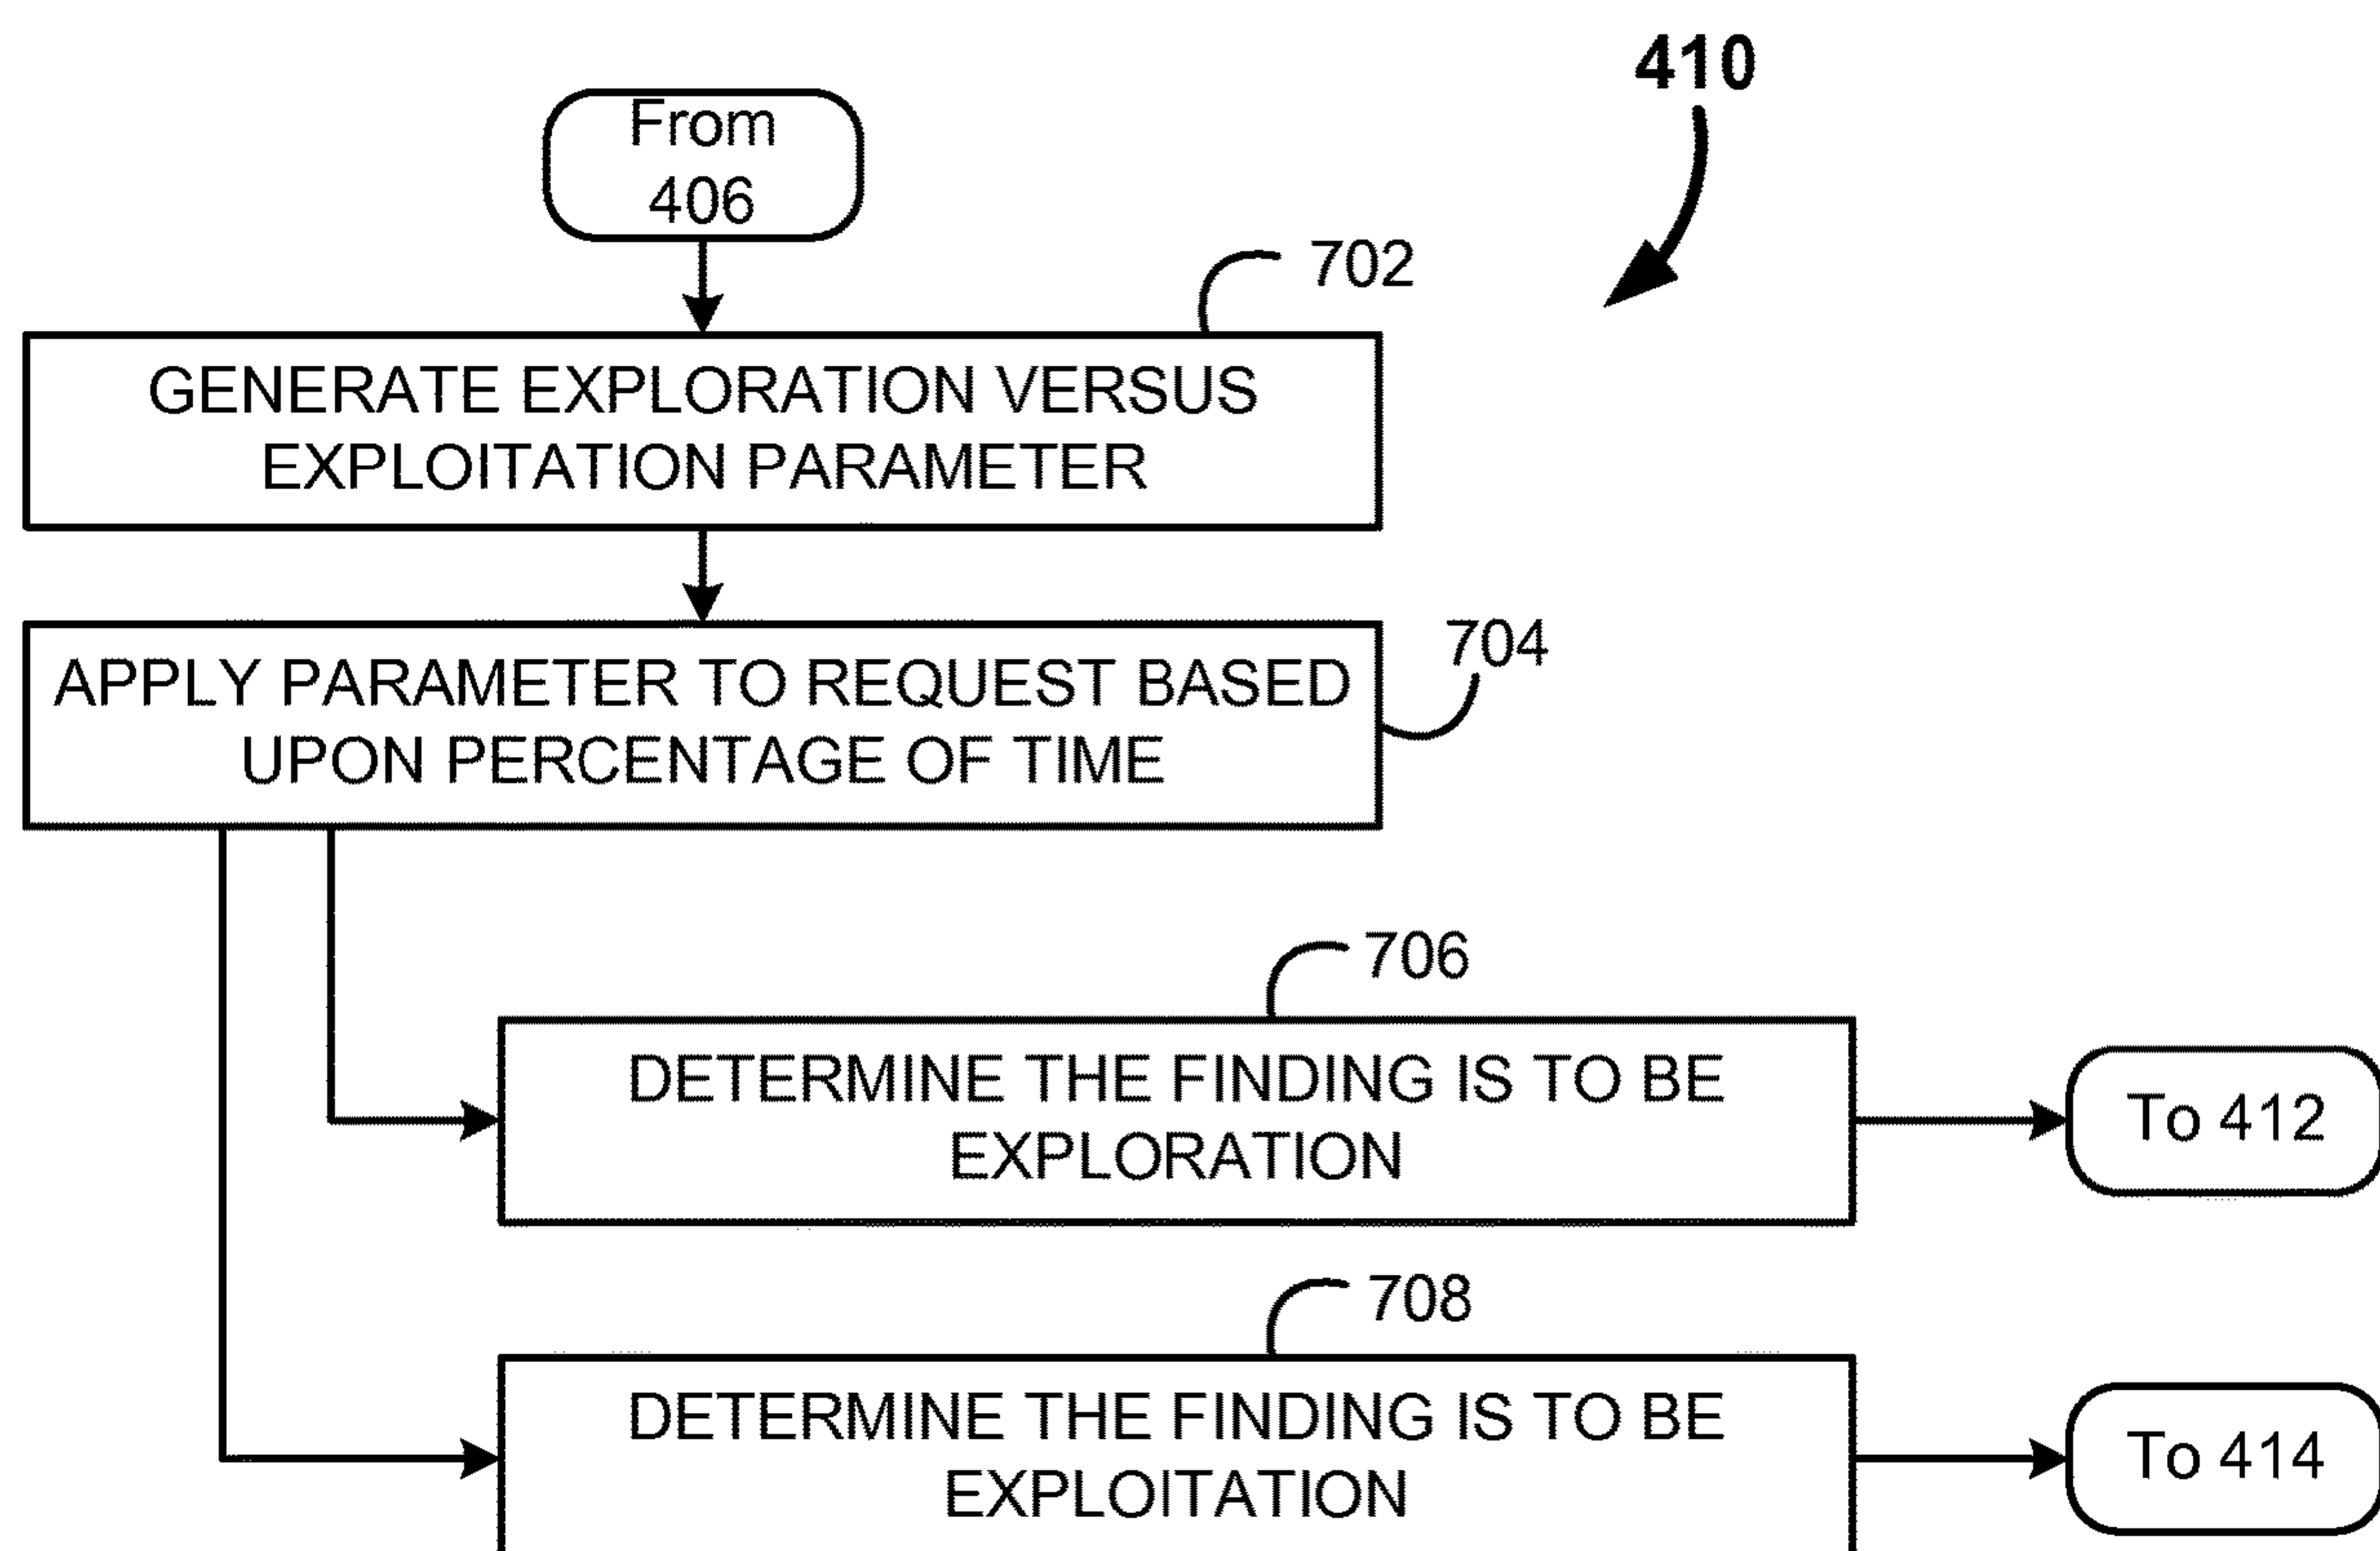 410
From
406
702
GENERATE EXPLORATION VERSUS
EXPLOITATION PARAMETER
704
APPLY PARAMETER TO REQUEST BASED
UPON PERCENTAGE OF TIME
706
DETERMINE THE FINDING IS TO BE
EXPLORATION
To 412
708
DETERMINE THE FINDING IS TO BE
EXPLOITATION
To 414